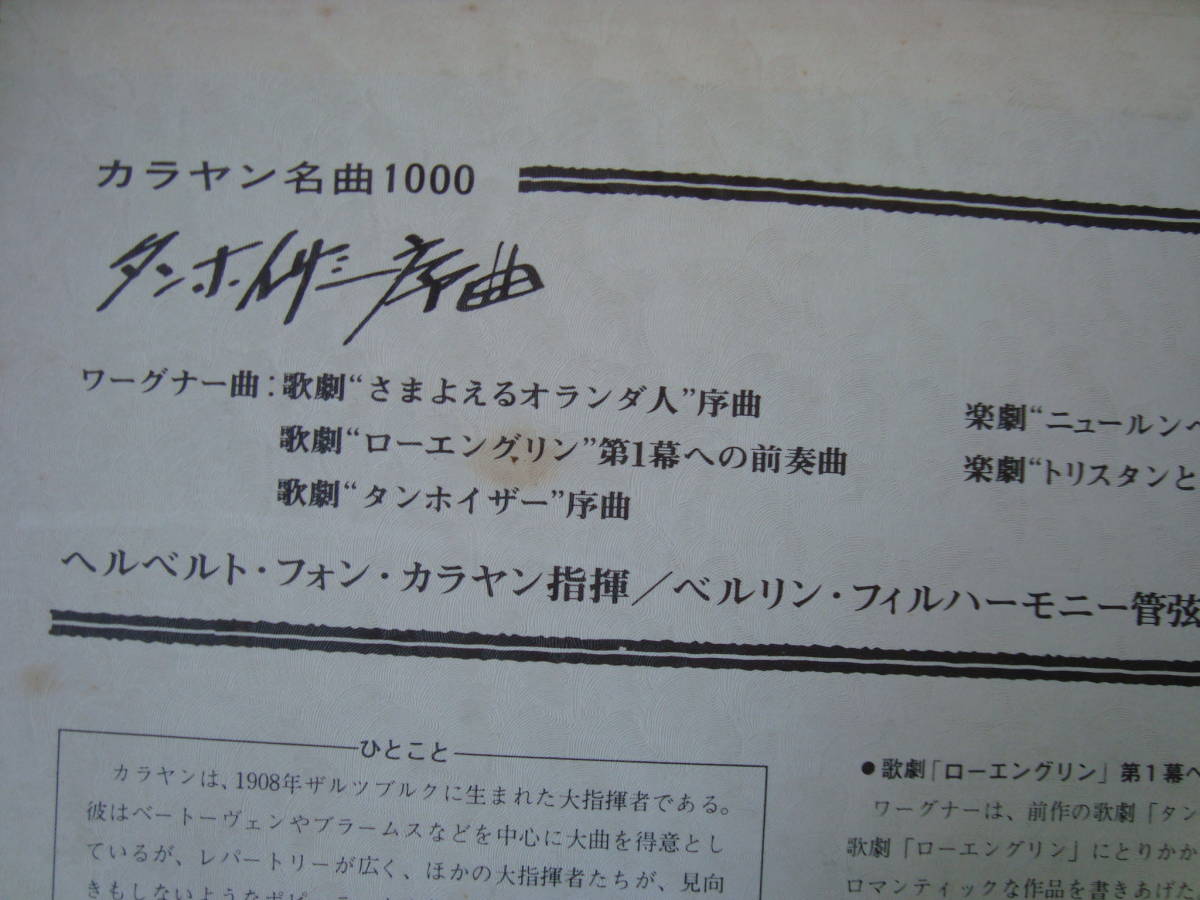 カラヤン名曲1000
タンホイザー序曲
ワーグナー曲:歌劇“さまよえるオランダ人”序曲
歌劇“ローエングリン”第1幕への前奏曲
歌劇“タンホイザー”序曲
楽劇“ニュールンベ
楽劇“トリスタンと
ヘルベルト・フォン・カラヤン指揮/ベルリン・フィルハーモニー管弦
ひとこと
カラヤンは、1908年ザルツブルクに生まれた大指揮者である。
彼はベートーヴェンやブラームスなどを中心に大曲を得意とし
ているが、レパートリーが広く、ほかの大指揮者たちが、見向
きもしないような
●歌劇「ローエングリン」第1幕へ
ワーグナーは、前作の歌劇「タン
歌劇「ローエングリン」にとりかか
ロマンティックな作品を書きあげた